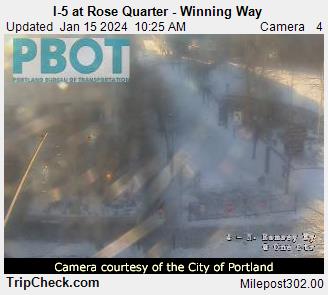 I-5 at Rose Quarter - Winning Way
Updated Jan 15 2024 10:25 AM Camera 4
PBOT
PORTLAND BUREAU OF TRANSPORTATION
Camera courtesy of the City of Portland
TripCheck.com Milepost302.00